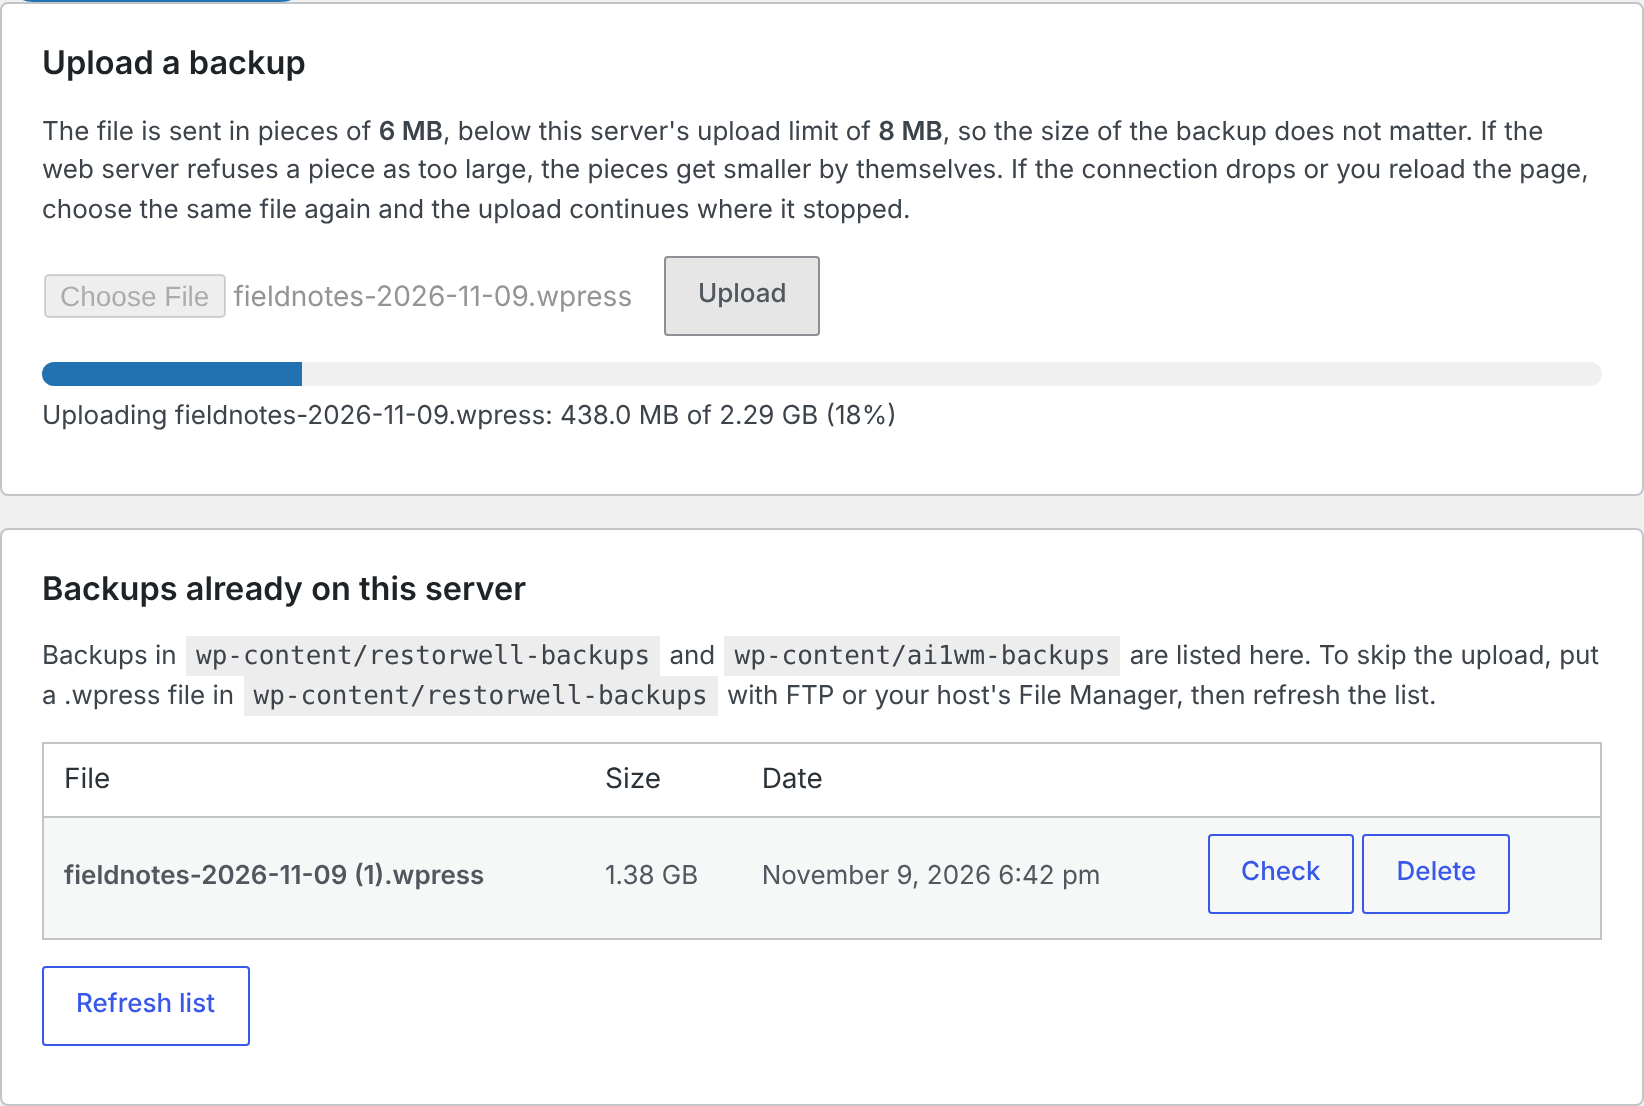 Upload a backup
The file is sent in pieces of 6 MB, below this server's upload limit of 8 MB, so the size of the backup does not matter. If the
web server refuses a piece as too large, the pieces get smaller by themselves. If the connection drops or you reload the page,
choose the same file again and the upload continues where it stopped.
Choose File fieldnotes-2026-11-09.wpress Upload
Uploading fieldnotes-2026-11-09.wpress: 438.0 MB of 2.29 GB (18%)
Backups already on this server
Backups in wp-content/restorwell-backups and wp-content/ai1wm-backups are listed here. To skip the upload, put
a .wpress file in wp-content/restorwell-backups with FTP or your host's File Manager, then refresh the list.
File Size Date
fieldnotes-2026-11-09 (1).wpress 1.38 GB November 9, 2026 6:42 pm Check Delete
Refresh list